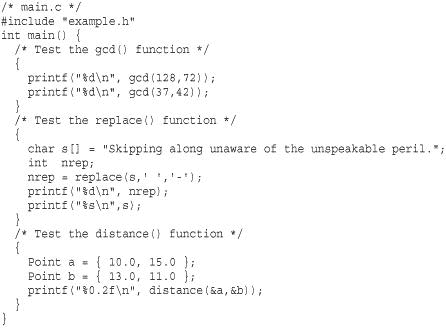 /* main.c */
#include "example.h"
int main() {
  /* Test the gcd() function */
  {
    printf("%d\n", gcd(128,72));
    printf("%d\n", gcd(37,42));
  }
  /* Test the replace() function */
  {
    char s[] = "Skipping along unaware of the unspeakable peril.";
    int  nrep;
    nrep = replace(s,' ','-');
    printf("%d\n", nrep);
    printf("%s\n",s);
  }
  /* Test the distance() function */
  {
    Point a = { 10.0, 15.0 };
    Point b = { 13.0, 11.0 };
    printf("%0.2f\n", distance(&a,&b));
  }
}